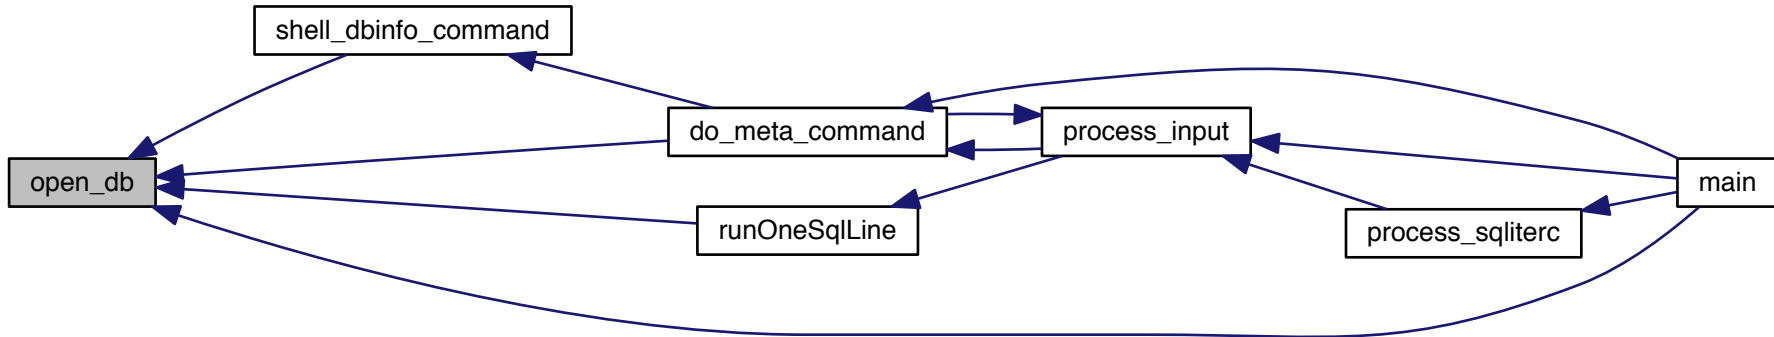 shell_dbinfo_command
do_meta_command
process_input
open_db
main
runOneSqlLine
process_sqliterc